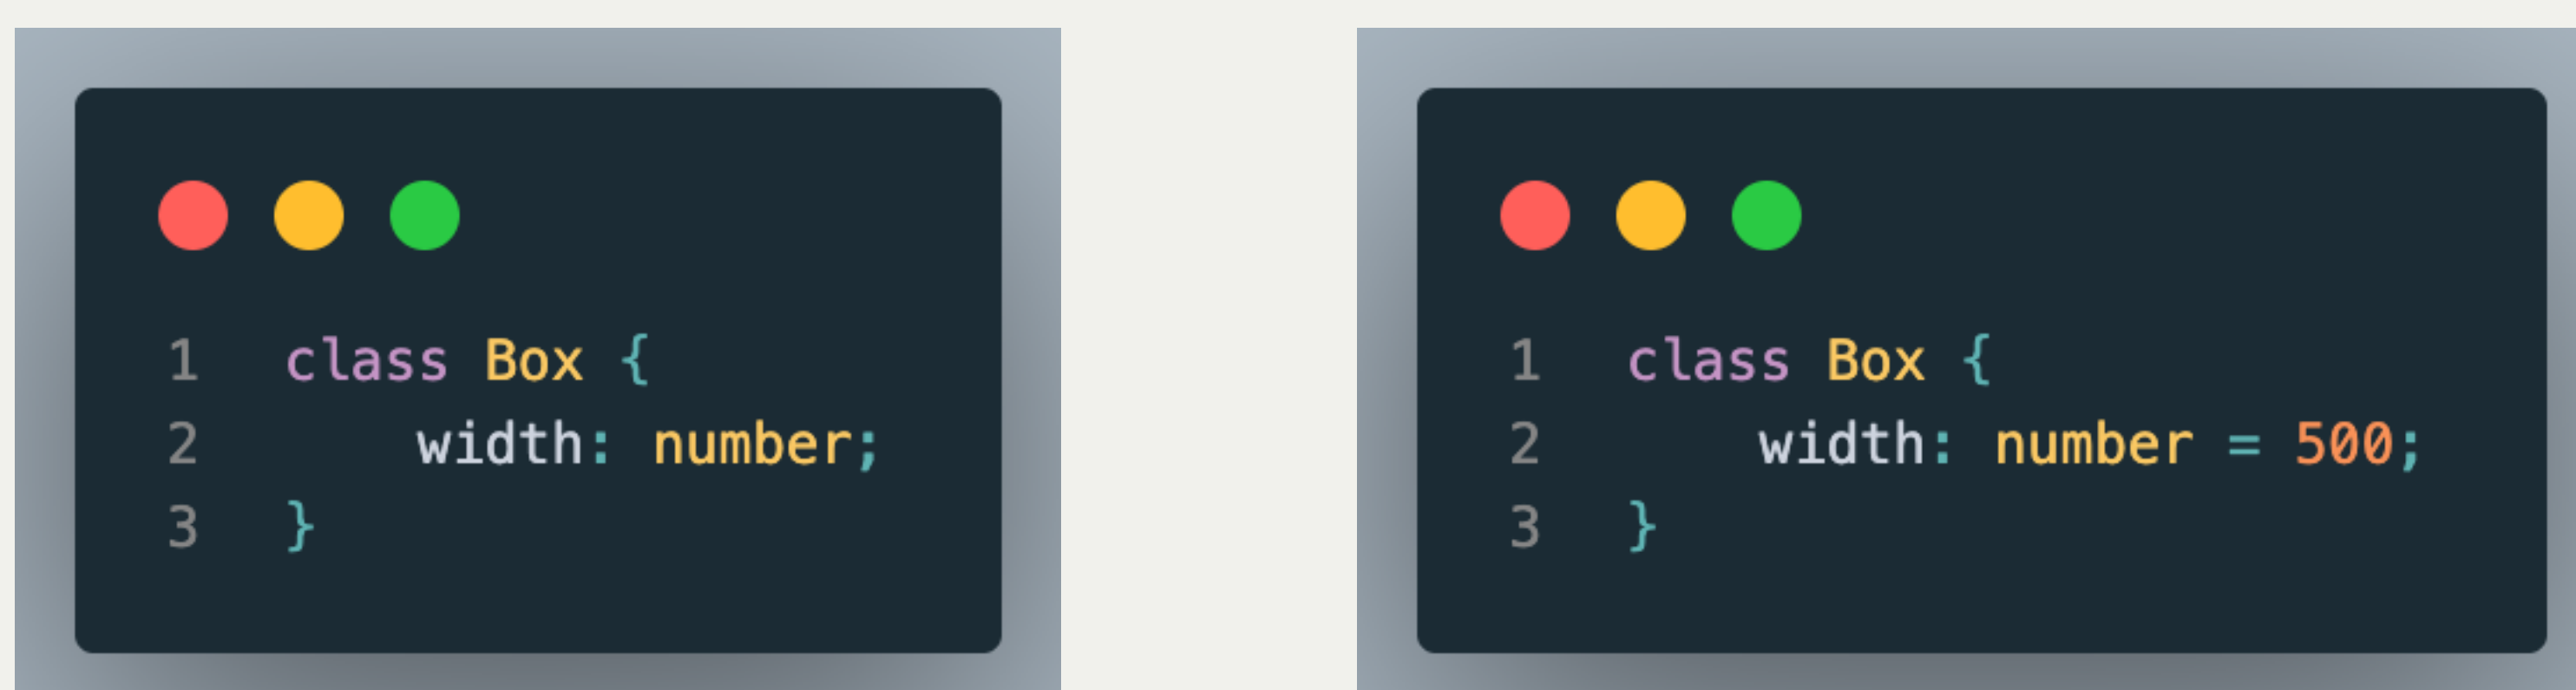 1 class Box {
2     width: number;
3 }
1 class Box {
2     width: number = 500;
3 }